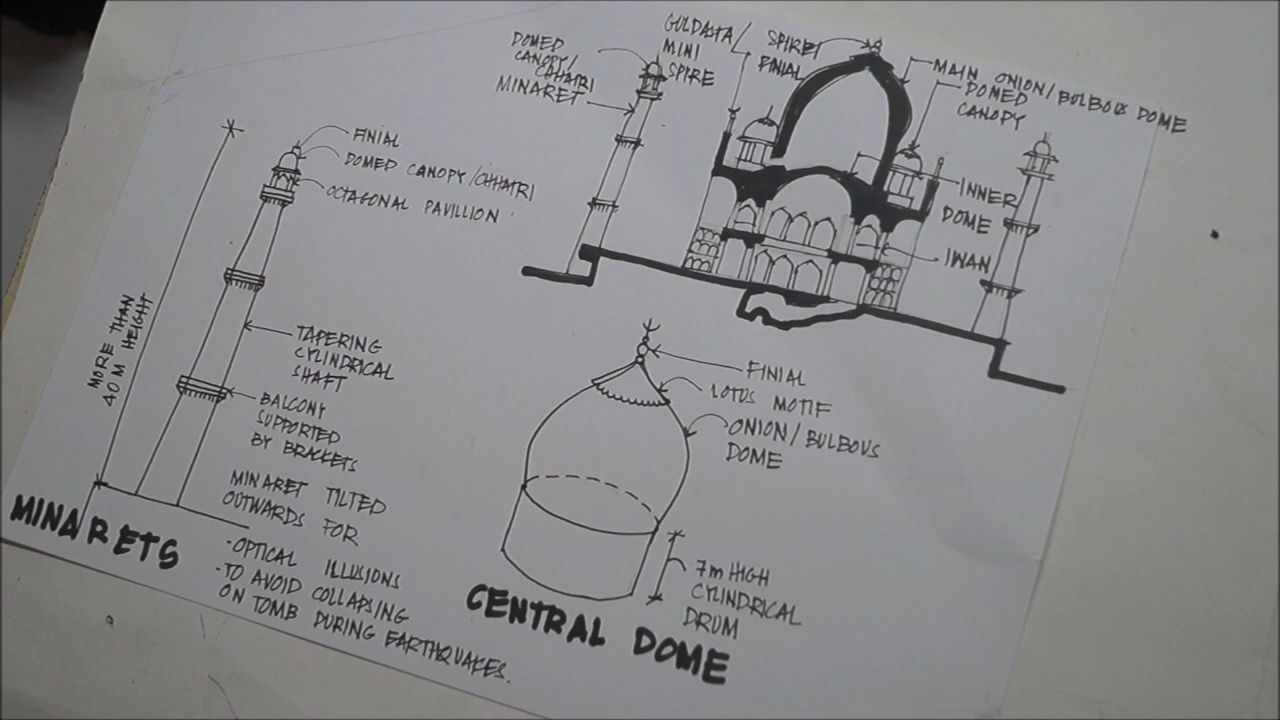 DOMED
CANOPY/
CHHATRI
MINARET
GULDASTA/
MINI
SPIRE
SPIRE/
FINIAL
MAIN ONION/BULBOUS DOME
DOMED
CANOPY
INNER
DOME
IWAN
FINIAL
DOMED CANOPY/CHHATRI
OCTAGONAL PAVILLION
MORE THAN
40 M HEIGHT
TAPERING
CYLINDRICAL
SHAFT
BALCONY
SUPPORTED
BY BRACKETS
MINARET TILTED
OUTWARDS FOR
-OPTICAL ILLUSIONS
-TO AVOID COLLAPSING
ON TOMB DURING EARTHQUAKES.
MINARETS
FINIAL
LOTUS MOTIF
ONION/BULBOUS
DOME
7m HIGH
CYLINDRICAL
DRUM
CENTRAL DOME